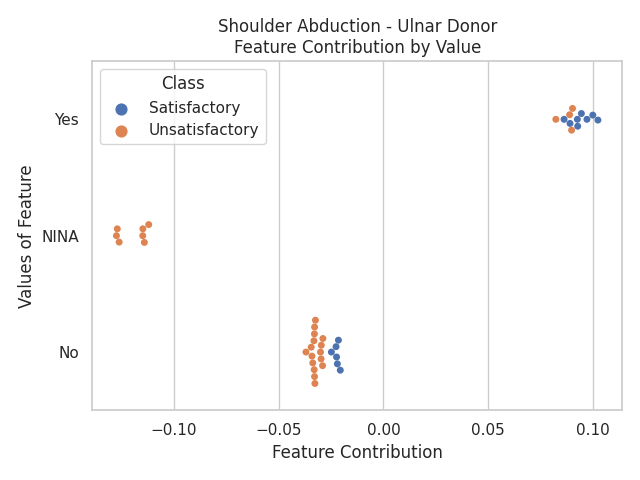 Shoulder Abduction - Ulnar Donor
Feature Contribution by Value
Class
Satisfactory
Unsatisfactory
Values of Feature
Yes
NINA
No
−0.10
−0.05
0.00
0.05
0.10
Feature Contribution